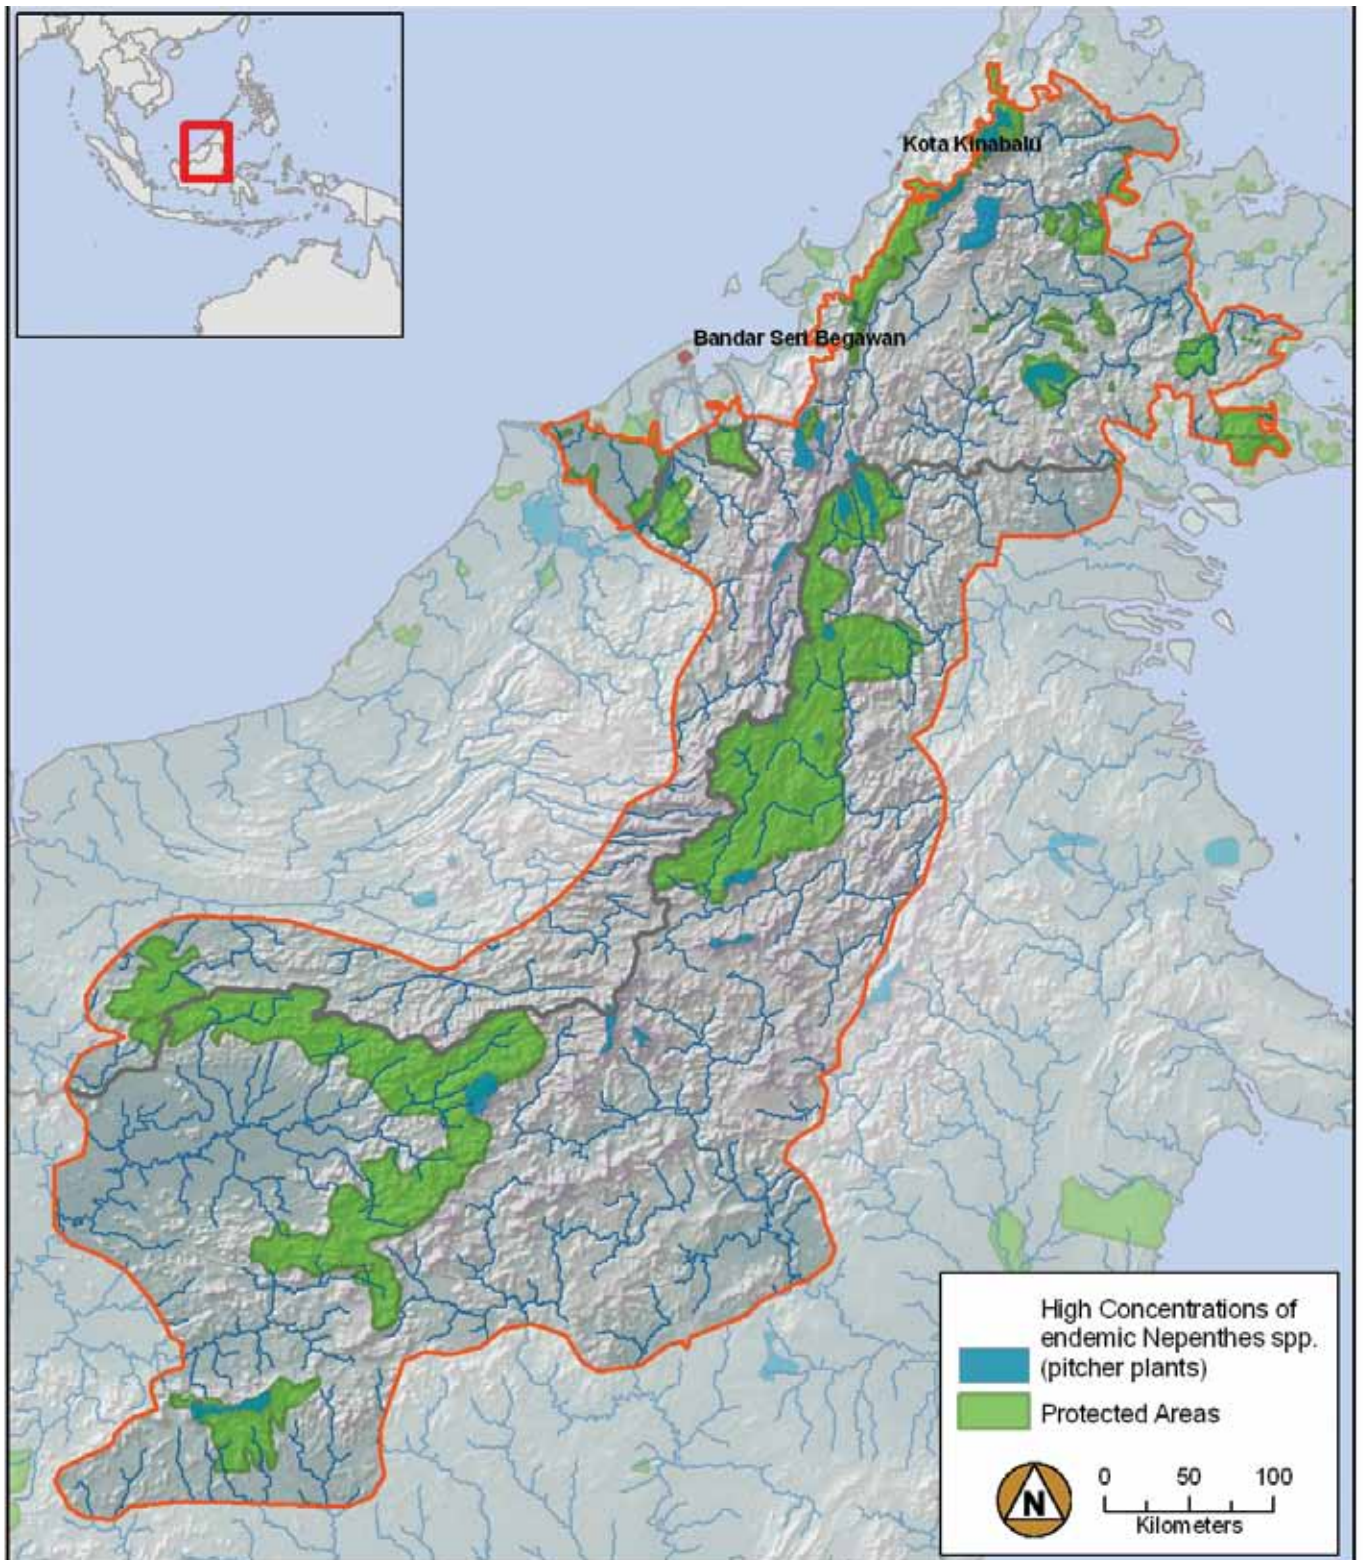 Kota Kinabalu
Bandar Seri Begawan
High Concentrations of
endemic Nepenthes spp.
(pitcher plants)
Protected Areas
N
0 50 100
Kilometers